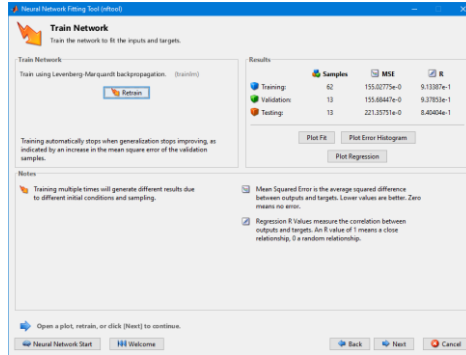 Neural Network Fitting Tool (nftool)
Train Network
Train the network to fit the inputs and targets.
Train Network
Train using Levenberg-Marquardt backpropagation. (trainlm)
Retrain
Training automatically stops when generalization stops improving, as
indicated by an increase in the mean square error of the validation
samples.
Results
Samples MSE R
Training: 62 155.02775e-0 9.13387e-1
Validation: 13 155.68447e-0 9.37853e-1
Testing: 13 221.35751e-0 8.40404e-1
Plot Fit Plot Error Histogram
Plot Regression
Notes
Training multiple times will generate different results due
to different initial conditions and sampling.
Mean Squared Error is the average squared difference
between outputs and targets. Lower values are better. Zero
means no error.
Regression R Values measure the correlation between
outputs and targets. An R value of 1 means a close
relationship, 0 a random relationship.
Open a plot, retrain, or click [Next] to continue.
Neural Network Start Welcome Back Next Cancel